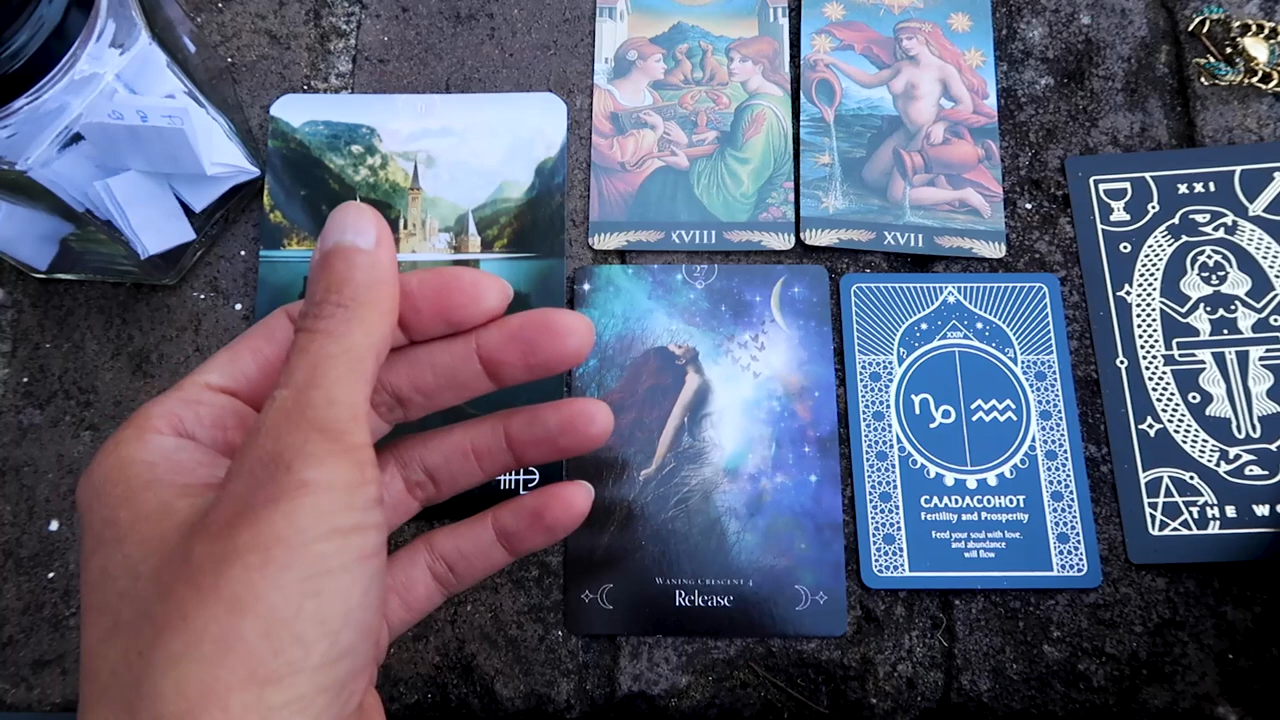 XVIII
XVII
XXI
27
XXIV
CAADACOHOT
Fertility and Prosperity
Feed your soul with love,
and abundance
will flow
THE WO
WANING CRESCENT 4
Release